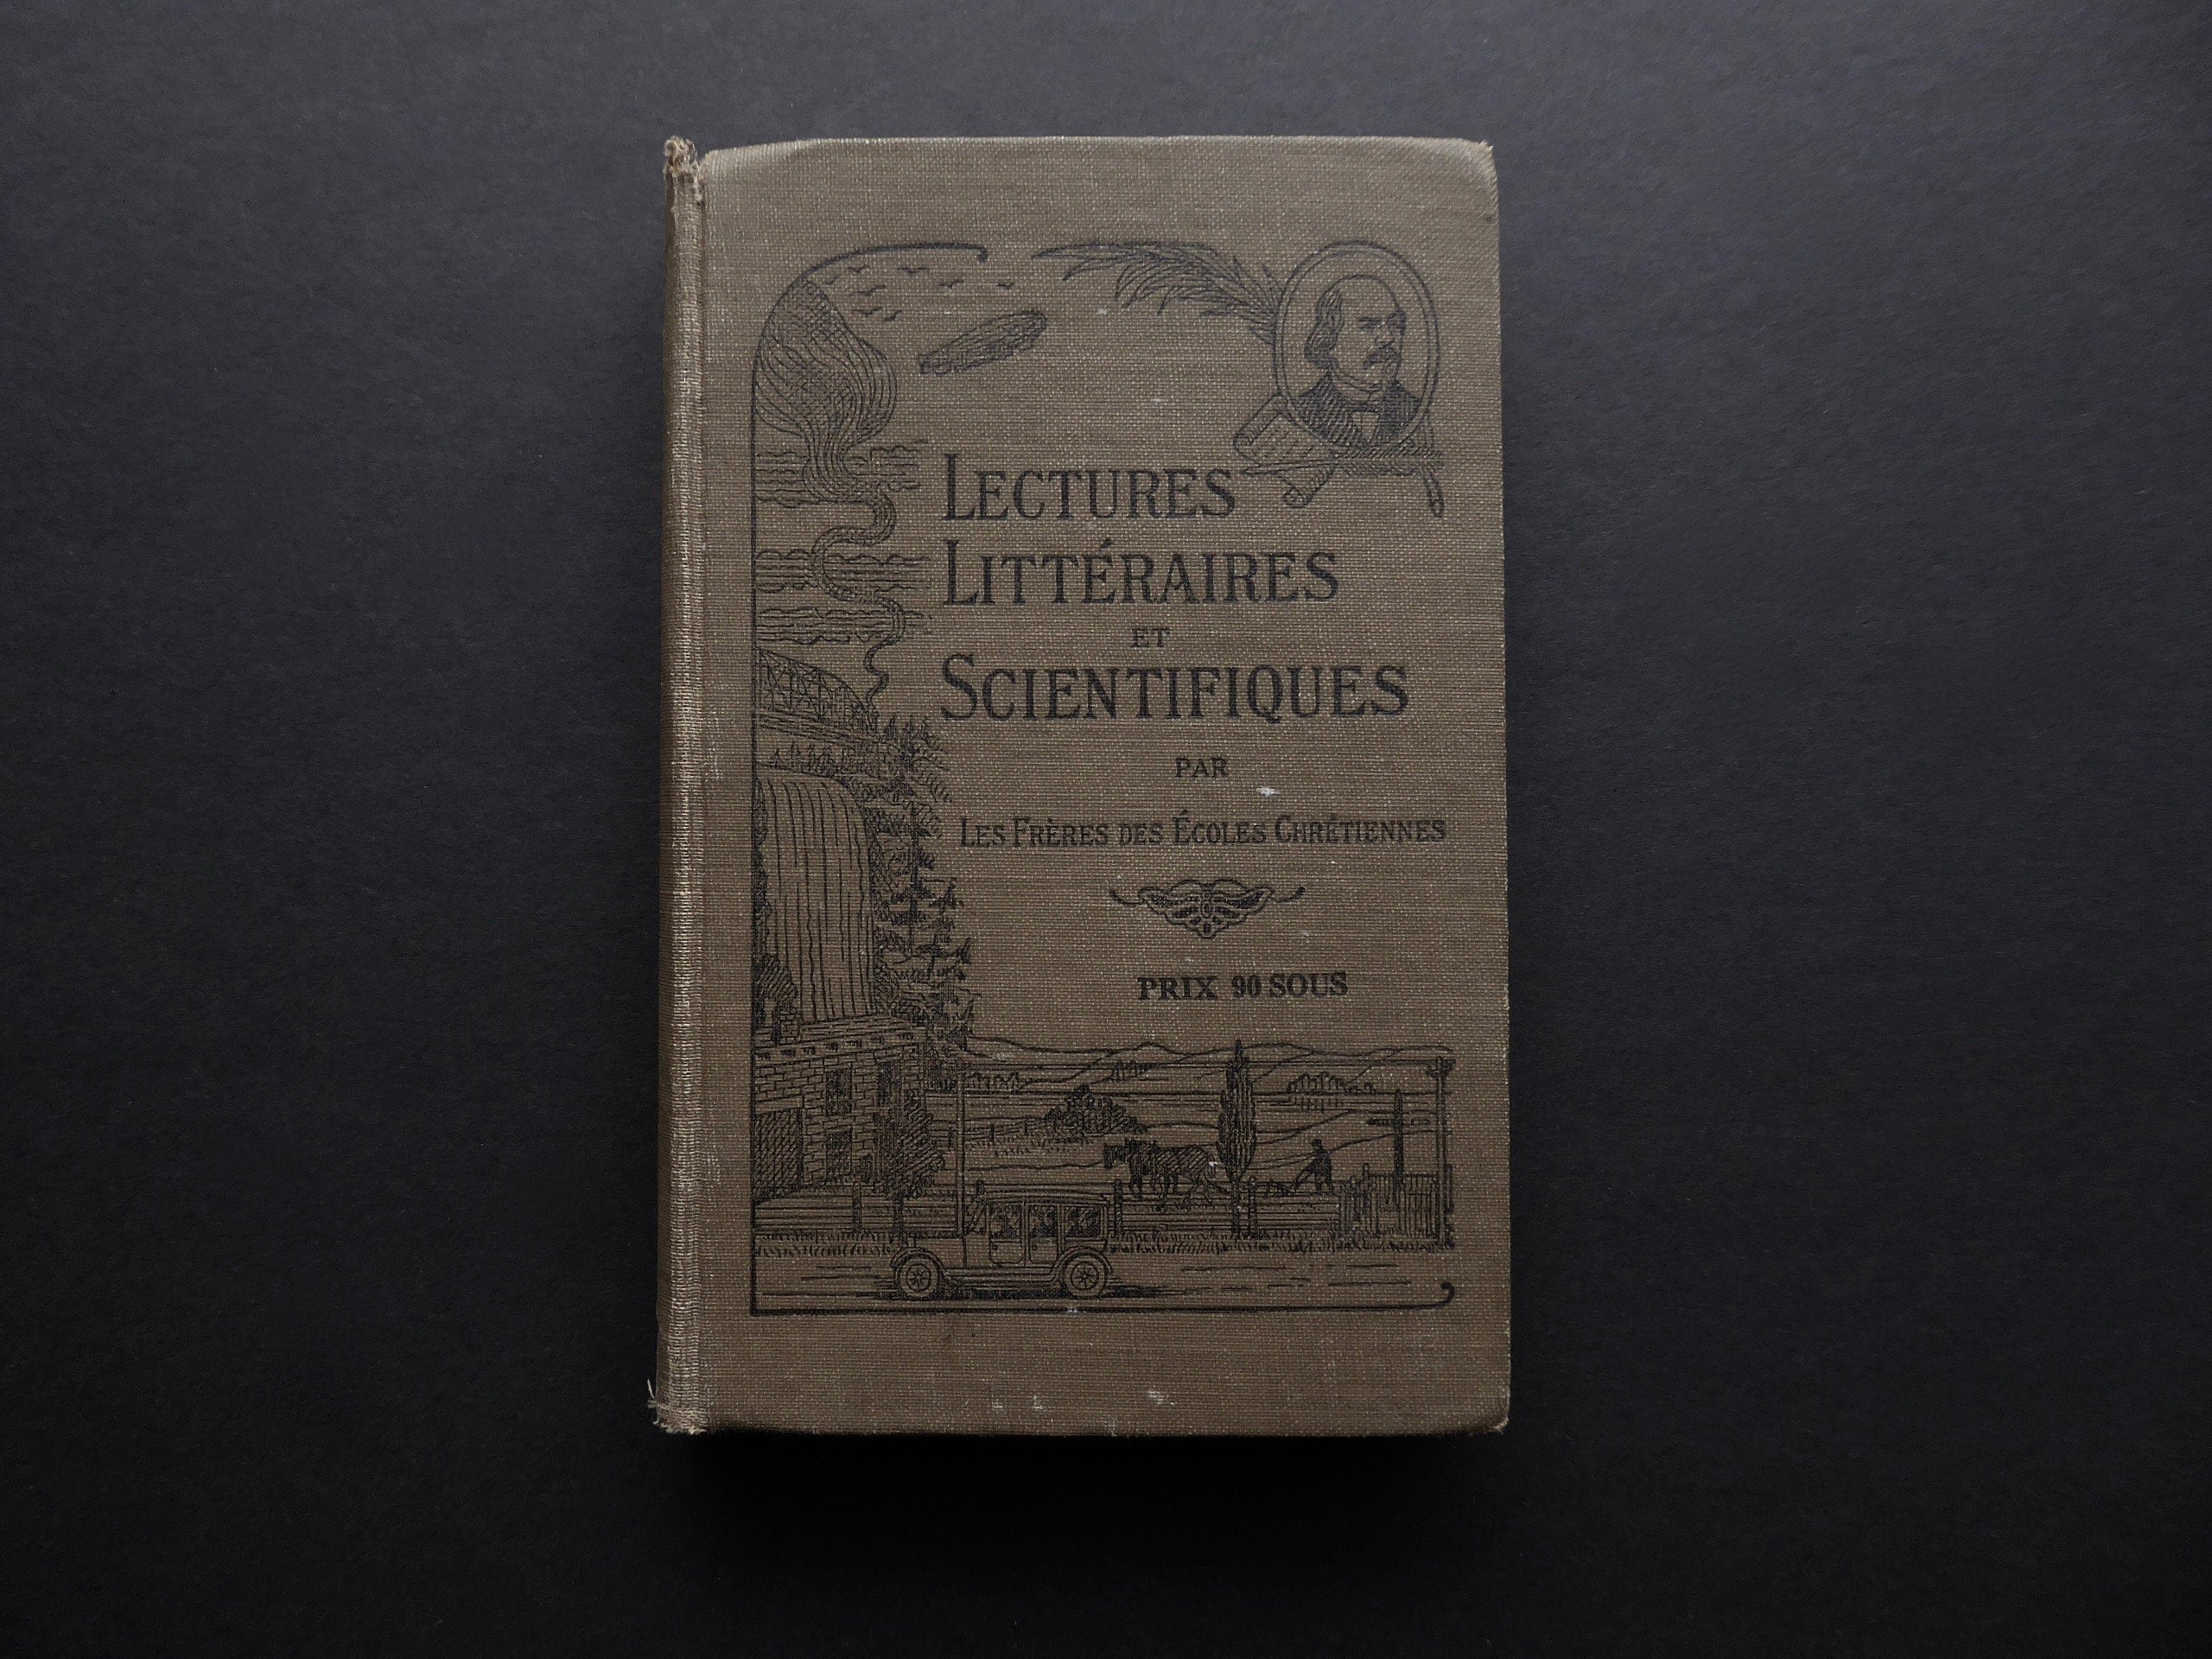 LECTURES
LITTÉRAIRES
ET
SCIENTIFIQUES
PAR
LES FRÈRES DES ÉCOLES CHRÉTIENNES
PRIX 90 SOUS